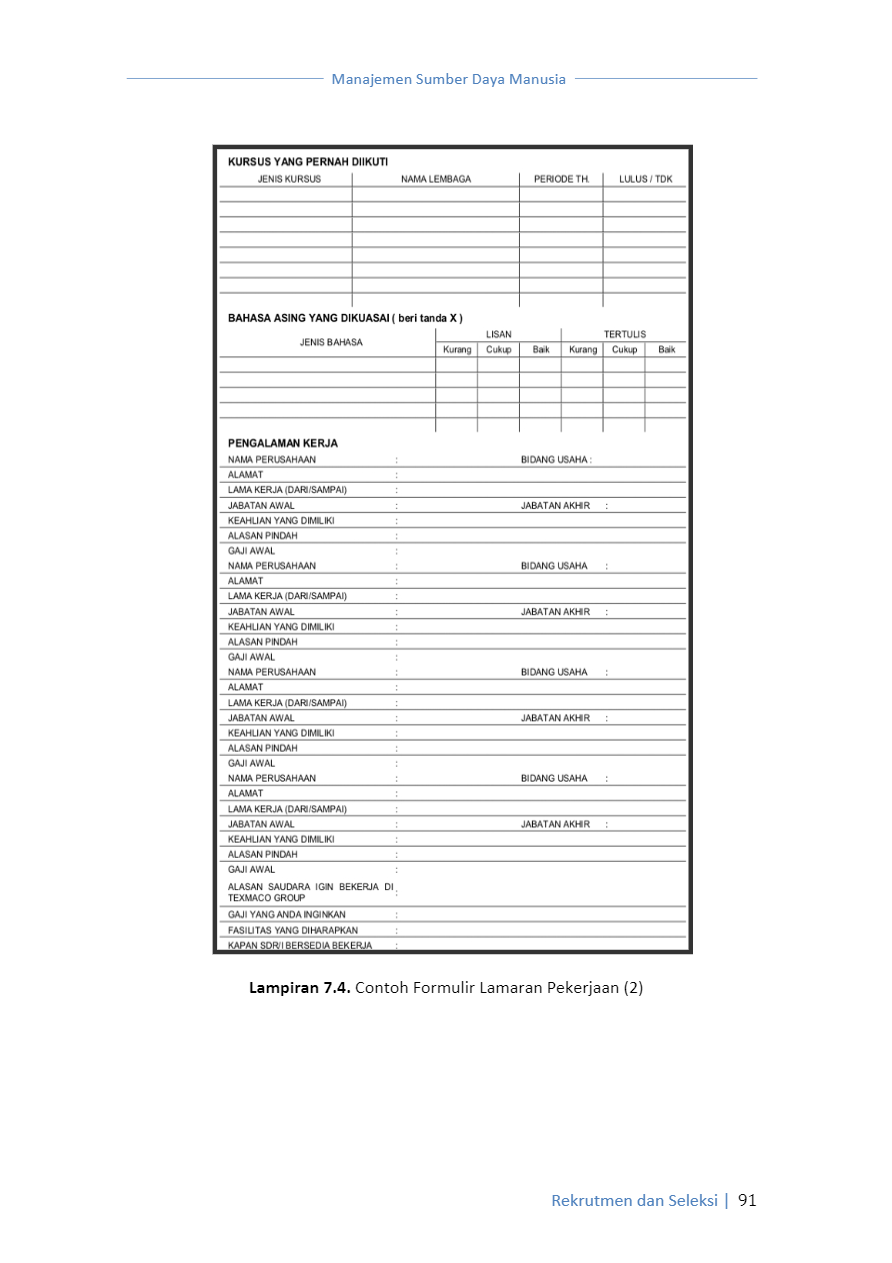 Manajemen Sumber Daya Manusia
KURSUS YANG PERNAH DIIKUTI
JENIS KURSUS NAMA LEMBAGA PERIODE TH. LULUS / TDK
BAHASA ASING YANG DIKUASAI ( beri tanda X )
JENIS BAHASA LISAN TERTULIS
Kurang Cukup Baik Kurang Cukup Baik
PENGALAMAN KERJA
NAMA PERUSAHAAN : BIDANG USAHA :
ALAMAT :
LAMA KERJA (DARI/SAMPAI) :
JABATAN AWAL : JABATAN AKHIR :
KEAHLIAN YANG DIMILIKI :
ALASAN PINDAH :
GAJI AWAL :
NAMA PERUSAHAAN : BIDANG USAHA :
ALAMAT :
LAMA KERJA (DARI/SAMPAI) :
JABATAN AWAL : JABATAN AKHIR :
KEAHLIAN YANG DIMILIKI :
ALASAN PINDAH :
GAJI AWAL :
NAMA PERUSAHAAN : BIDANG USAHA :
ALAMAT :
LAMA KERJA (DARI/SAMPAI) :
JABATAN AWAL : JABATAN AKHIR :
KEAHLIAN YANG DIMILIKI :
ALASAN PINDAH :
GAJI AWAL :
NAMA PERUSAHAAN : BIDANG USAHA :
ALAMAT :
LAMA KERJA (DARI/SAMPAI) :
JABATAN AWAL : JABATAN AKHIR :
KEAHLIAN YANG DIMILIKI :
ALASAN PINDAH :
GAJI AWAL :
ALASAN SAUDARA IGIN BEKERJA DI :
TEXMACO GROUP
GAJI YANG ANDA INGINKAN :
FASILITAS YANG DIHARAPKAN :
KAPAN SDR/I BERSEDIA BEKERJA :
Lampiran 7.4. Contoh Formulir Lamaran Pekerjaan (2)
Rekrutmen dan Seleksi | 91